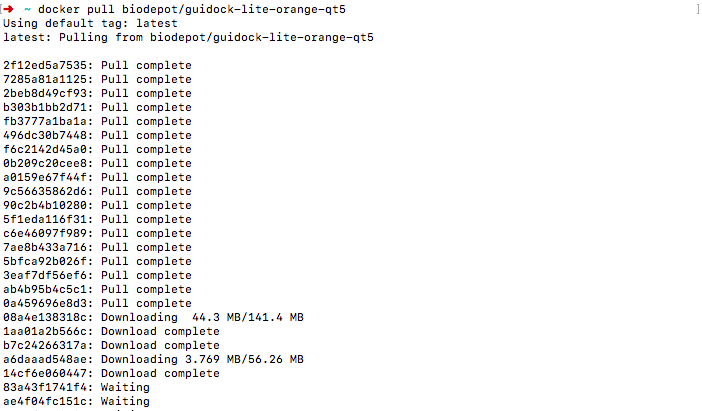 [➜ ~ docker pull biodepot/guidock-lite-orange-qt5 ]
Using default tag: latest
latest: Pulling from biodepot/guidock-lite-orange-qt5
2f12ed5a7535: Pull complete
7285a81a1125: Pull complete
2beb8d49cf93: Pull complete
b303b1bb2d71: Pull complete
fb3777a1ba1a: Pull complete
496dc30b7448: Pull complete
f6c2142d45a0: Pull complete
0b209c20cee8: Pull complete
a0159e67f44f: Pull complete
9c56635862d6: Pull complete
90c2b4b10280: Pull complete
5f1eda116f31: Pull complete
c6e46097f989: Pull complete
7ae8b433a716: Pull complete
5bfca92b026f: Pull complete
3eaf7df56ef6: Pull complete
ab4b95b4c5c1: Pull complete
0a459696e8d3: Pull complete
08a4e138318c: Downloading  44.3 MB/141.4 MB
1aa01a2b566c: Download complete
b7c24266317a: Download complete
a6daaad548ae: Downloading 3.769 MB/56.26 MB
14cf6e060447: Download complete
83a43f1741f4: Waiting
ae4f04fc151c: Waiting